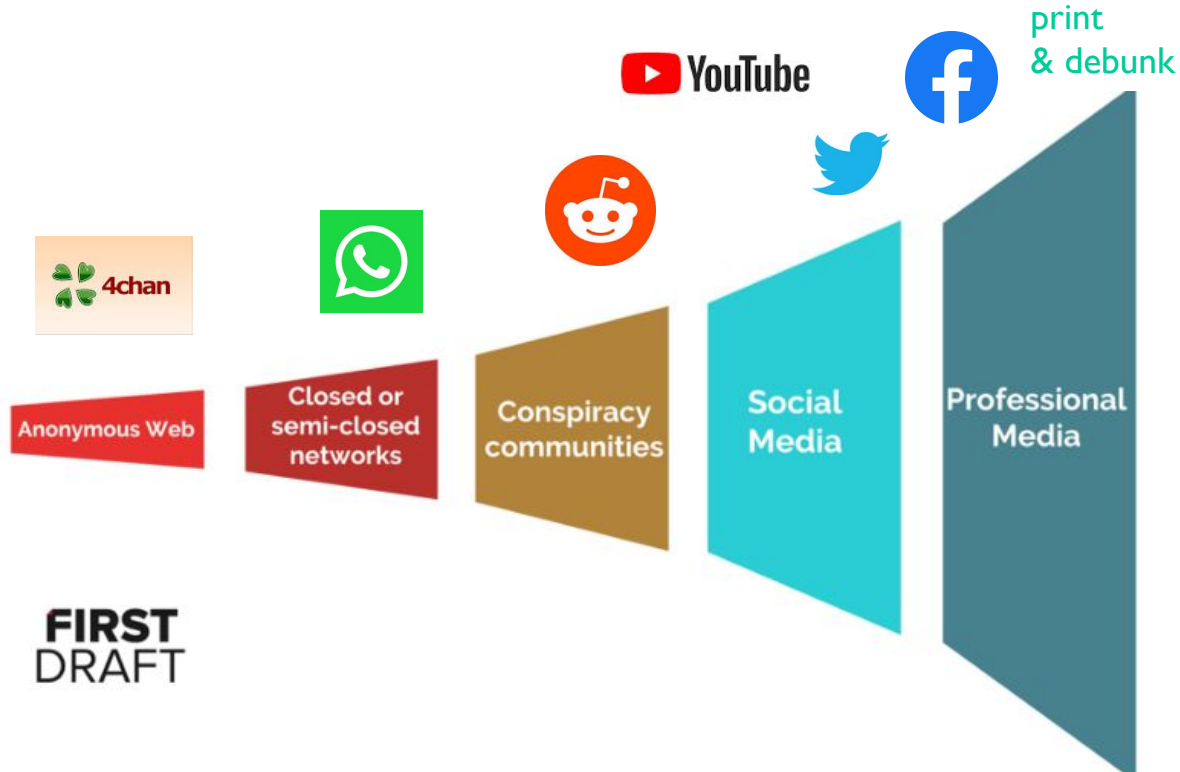 print
& debunk
YouTube
4chan
Anonymous Web
Closed or
semi-closed
networks
Conspiracy
communities
Social
Media
Professional
Media
FIRST
DRAFT